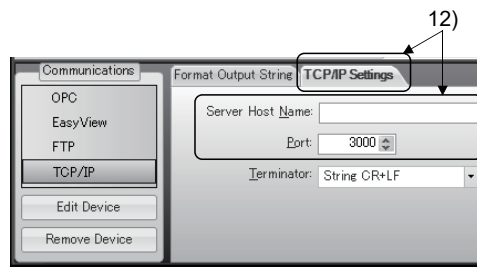 12)
Communications
Format Output String TCP/IP Settings
OPC
EasyView
FTP
TCP/IP
Edit Device
Remove Device
Server Host Name:
Port: 3000
Terminator: String CR+LF